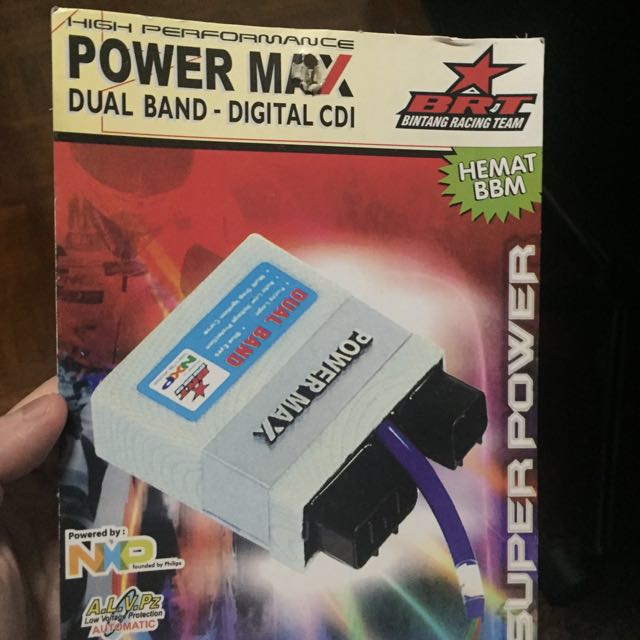 HIGH PERFORMANCE
POWER MAX
DUAL BAND - DIGITAL CDI
BRT
BINTANG RACING TEAM
HEMAT
BBM
SUPER POWER
DUAL BAND
NXP
POWER MAX
Powered by :
NXP
founded by Philips
A.L.V.Pz
Low Voltage Protection
AUTOMATIC